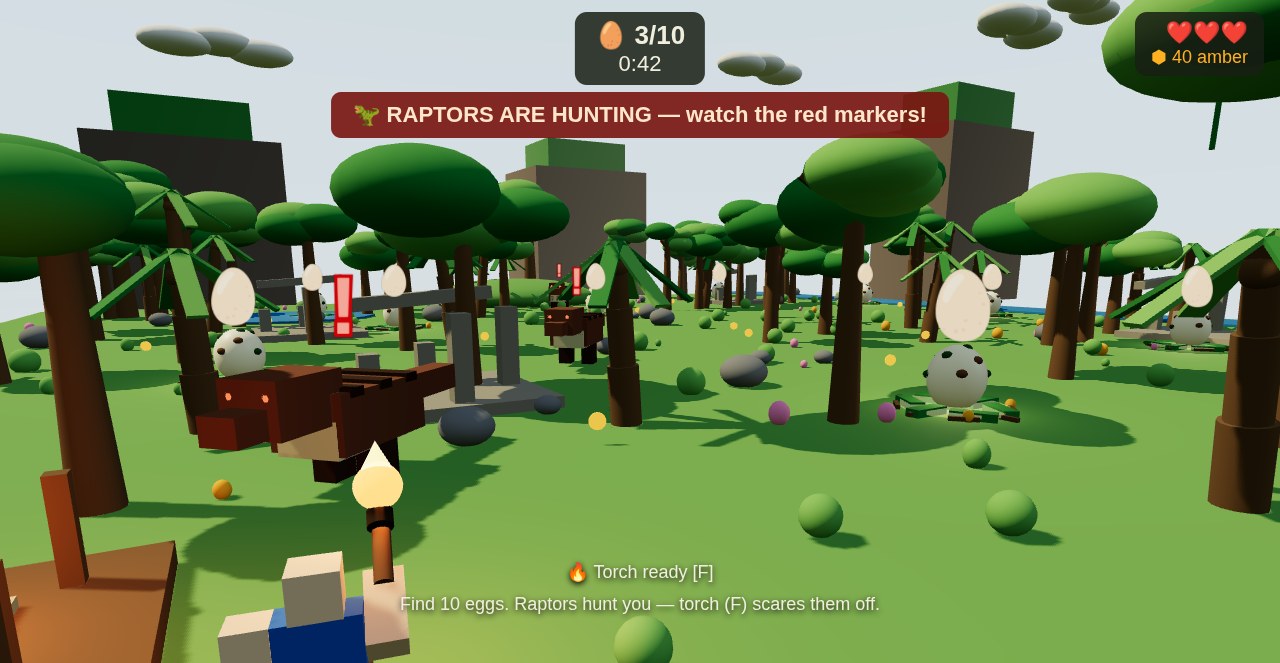 🥚 3/10
0:42
❤️❤️❤️
⬢ 40 amber
🦖 RAPTORS ARE HUNTING — watch the red markers!
!
!
!
🔥 Torch ready [F]
Find 10 eggs. Raptors hunt you — torch (F) scares them off.